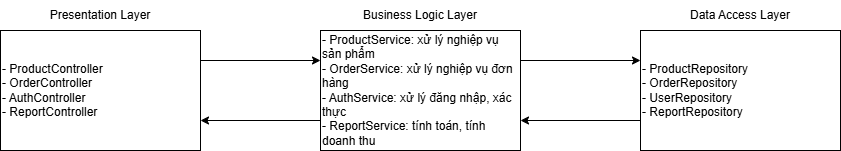 Presentation Layer
- ProductController
- OrderController
- AuthController
- ReportController
Business Logic Layer
- ProductService: xử lý nghiệp vụ
sản phẩm
- OrderService: xử lý nghiệp vụ đơn
hàng
- AuthService: xử lý đăng nhập, xác
thực
- ReportService: tính toán, tính
doanh thu
Data Access Layer
- ProductRepository
- OrderRepository
- UserRepository
- ReportRepository